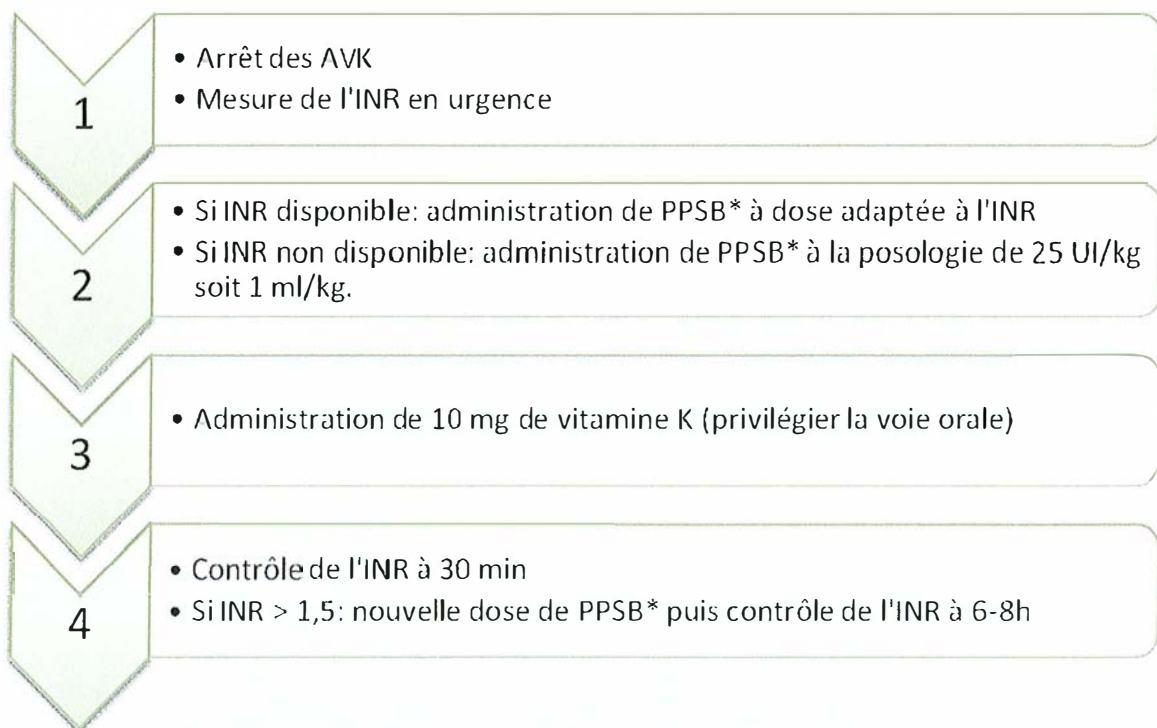 1
• Arrêt des AVK
• Mesure de l'INR en urgence
2
• Si INR disponible: administration de PPSB* à dose adaptée à l'INR
• Si INR non disponible: administration de PPSB* à la posologie de 25 UI/kg
soit 1 ml/kg.
3
• Administration de 10 mg de vitamine K (privilégier la voie orale)
4
• Contrôle de l'INR à 30 min
• Si INR > 1,5: nouvelle dose de PPSB* puis contrôle de l'INR à 6-8h